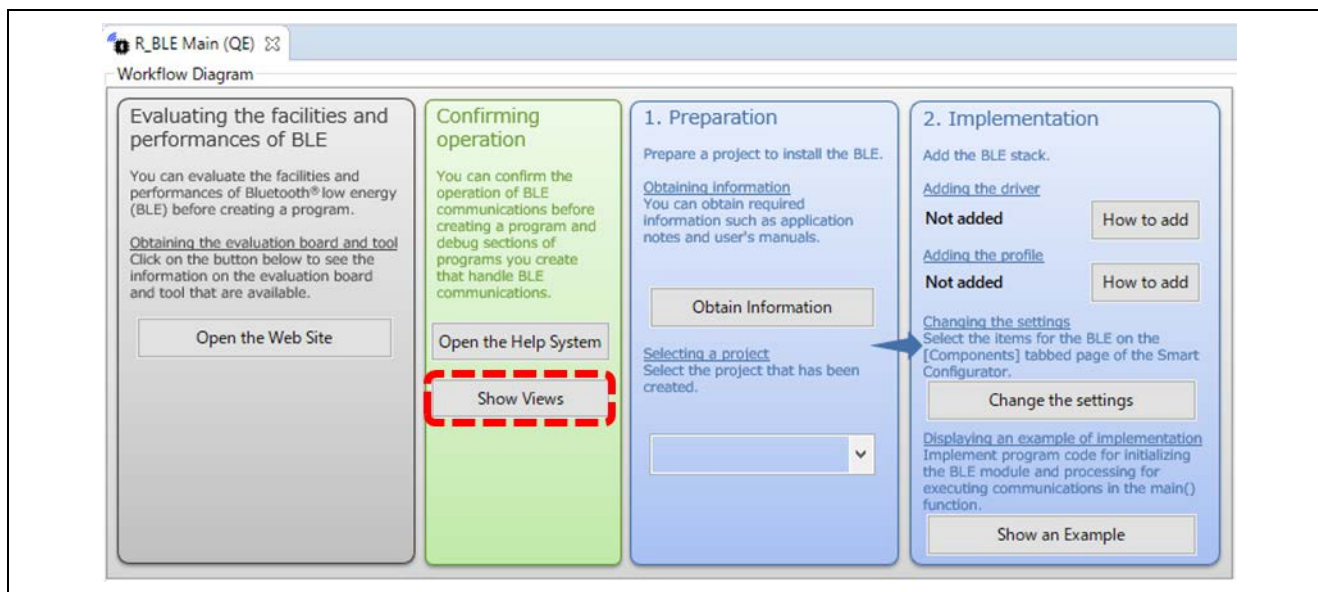 R_BLE Main (QE)
Workflow Diagram
Evaluating the facilities and
performances of BLE
You can evaluate the facilities and
performances of Bluetooth® low energy
(BLE) before creating a program.
Obtaining the evaluation board and tool
Click on the button below to see the
information on the evaluation board
and tool that are available.
Open the Web Site
Confirming
operation
You can confirm the
operation of BLE
communications before
creating a program and
debug sections of
programs you create
that handle BLE
communications.
Open the Help System
Show Views
1. Preparation
Prepare a project to install the BLE.
Obtaining information
You can obtain required
information such as application
notes and user's manuals.
Obtain Information
Selecting a project
Select the project that has been
created.
2. Implementation
Add the BLE stack.
Adding the driver
Not added
How to add
Adding the profile
Not added
How to add
Changing the settings
Select the items for the BLE on the
[Components] tabbed page of the Smart
Configurator.
Change the settings
Displaying an example of implementation
Implement program code for initializing
the BLE module and processing for
executing communications in the main()
function.
Show an Example